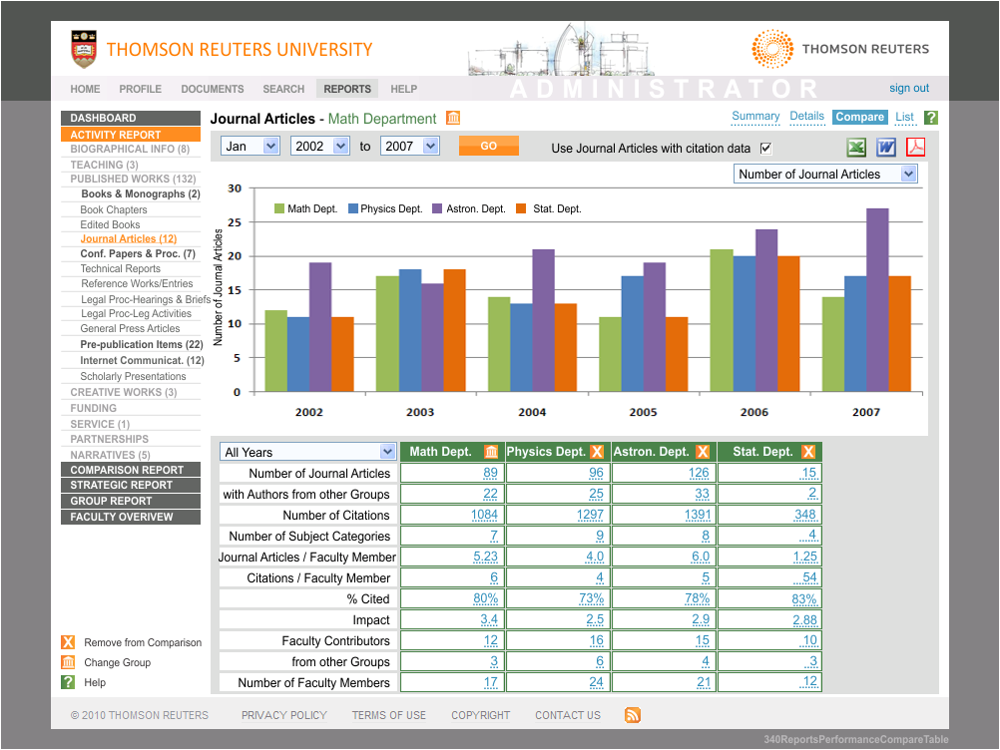 THOMSON REUTERS UNIVERSITY
THOMSON REUTERS
ADMINISTRATOR
HOME PROFILE DOCUMENTS SEARCH REPORTS HELP sign out
DASHBOARD
ACTIVITY REPORT
BIOGRAPHICAL INFO (8)
TEACHING (3)
PUBLISHED WORKS (132)
Books & Monographs (2)
Book Chapters
Edited Books
Journal Articles (12)
Conf. Papers & Proc. (7)
Technical Reports
Reference Works/Entries
Legal Proc-Hearings & Briefs
Legal Proc-Leg Activities
General Press Articles
Pre-publication Items (22)
Internet Communicat. (12)
Scholarly Presentations
CREATIVE WORKS (3)
FUNDING
SERVICE (1)
PARTNERSHIPS
NARRATIVES (5)
COMPARISON REPORT
STRATEGIC REPORT
GROUP REPORT
FACULTY OVERIVEW
X Remove from Comparison
Change Group
? Help
Journal Articles - Math Department Summary Details Compare List ?
Jan 2002 to 2007 GO Use Journal Articles with citation data
Number of Journal Articles
Math Dept. Physics Dept. Astron. Dept. Stat. Dept.
Number of Journal Articles
30
25
20
15
10
5
0
2002 2003 2004 2005 2006 2007
All Years Math Dept. Physics Dept. X Astron. Dept. X Stat. Dept. X
Number of Journal Articles 89 96 126 15
with Authors from other Groups 22 25 33 2
Number of Citations 1084 1297 1391 348
Number of Subject Categories 7 9 8 4
Journal Articles / Faculty Member 5.23 4.0 6.0 1.25
Citations / Faculty Member 6 4 5 54
% Cited 80% 73% 78% 83%
Impact 3.4 2.5 2.9 2.88
Faculty Contributors 12 16 15 10
from other Groups 3 6 4 3
Number of Faculty Members 17 24 21 12
© 2010 THOMSON REUTERS PRIVACY POLICY TERMS OF USE COPYRIGHT CONTACT US
340ReportsPerformanceCompareTable